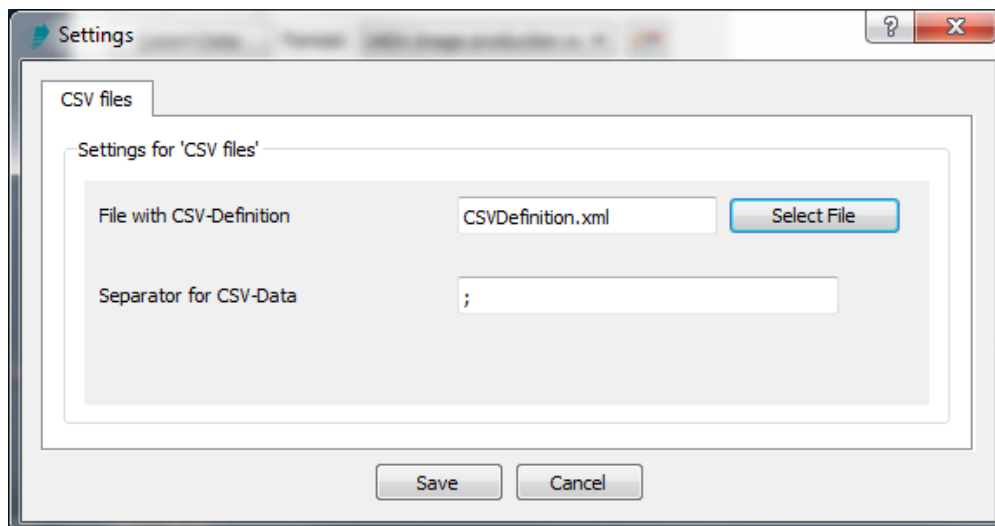 Settings
CSV files
Settings for 'CSV files'
File with CSV-Definition CSVDefinition.xml Select File
Separator for CSV-Data ;
Save Cancel